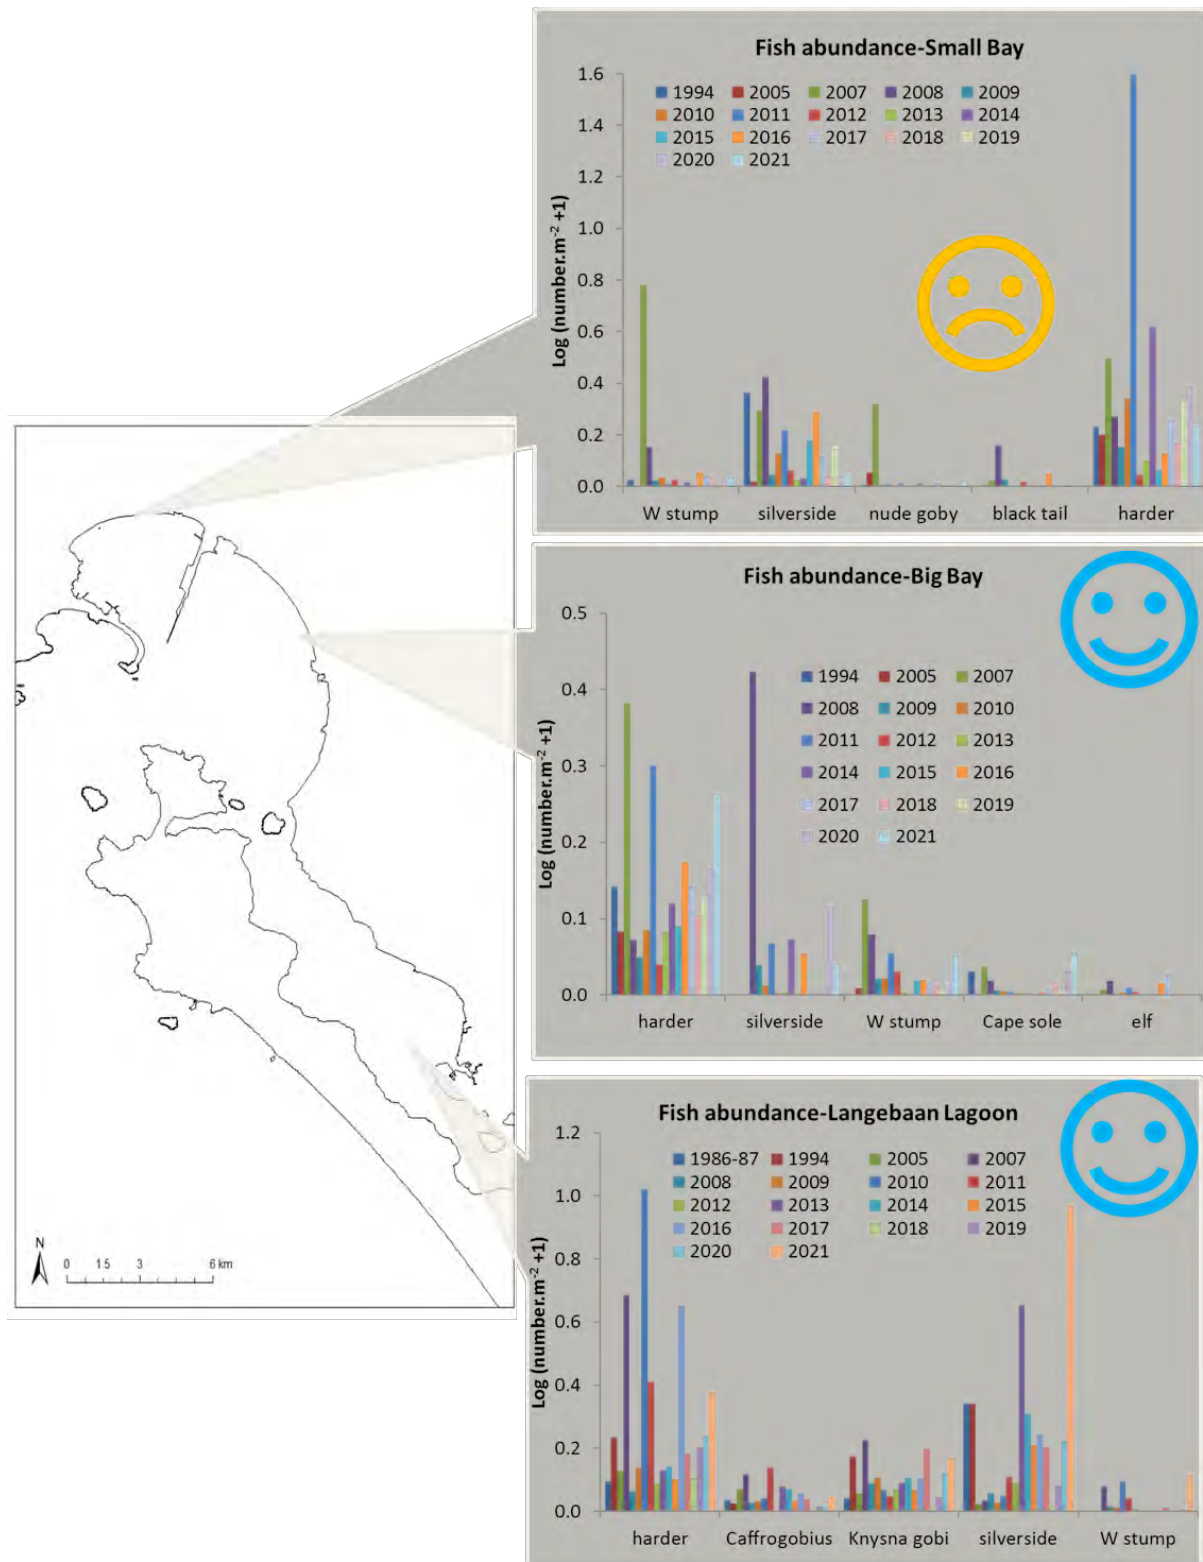 Fish abundance-Small Bay
Log (number.m-2 +1)
1.6
1.4
1.2
1.0
0.8
0.6
0.4
0.2
0.0
1994 2005 2007 2008 2009
2010 2011 2012 2013 2014
2015 2016 2017 2018 2019
2020 2021
W stump silverside nude goby black tail harder
Fish abundance-Big Bay
Log (number.m-2 +1)
0.5
0.4
0.3
0.2
0.1
0.0
1994 2005 2007
2008 2009 2010
2011 2012 2013
2014 2015 2016
2017 2018 2019
2020 2021
harder silverside W stump Cape sole elf
Fish abundance-Langebaan Lagoon
Log (number.m-2 +1)
1.2
1.0
0.8
0.6
0.4
0.2
0.0
1986-87 1994 2005 2007
2008 2009 2010 2011
2012 2013 2014 2015
2016 2017 2018 2019
2020 2021
harder Caffrogobius Knysna gobi silverside W stump
N
0 1.5 3 6 km